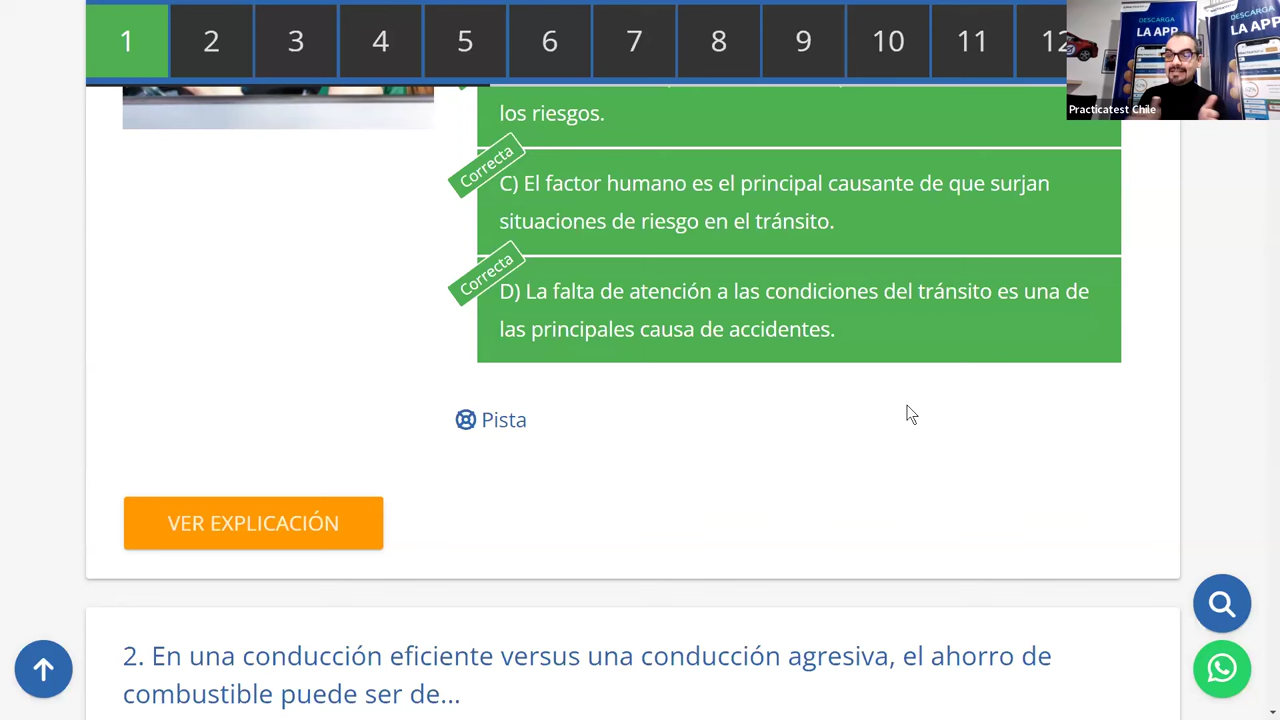 1 2 3 4 5 6 7 8 9 10 11 12
DESCARGA
LA APP
DESCARGA
LA APP
Practicatest Chile
los riesgos.
Correcta
C) El factor humano es el principal causante de que surjan
situaciones de riesgo en el tránsito.
Correcta
D) La falta de atención a las condiciones del tránsito es una de
las principales causa de accidentes.
Pista
VER EXPLICACIÓN
2. En una conducción eficiente versus una conducción agresiva, el ahorro de
combustible puede ser de...